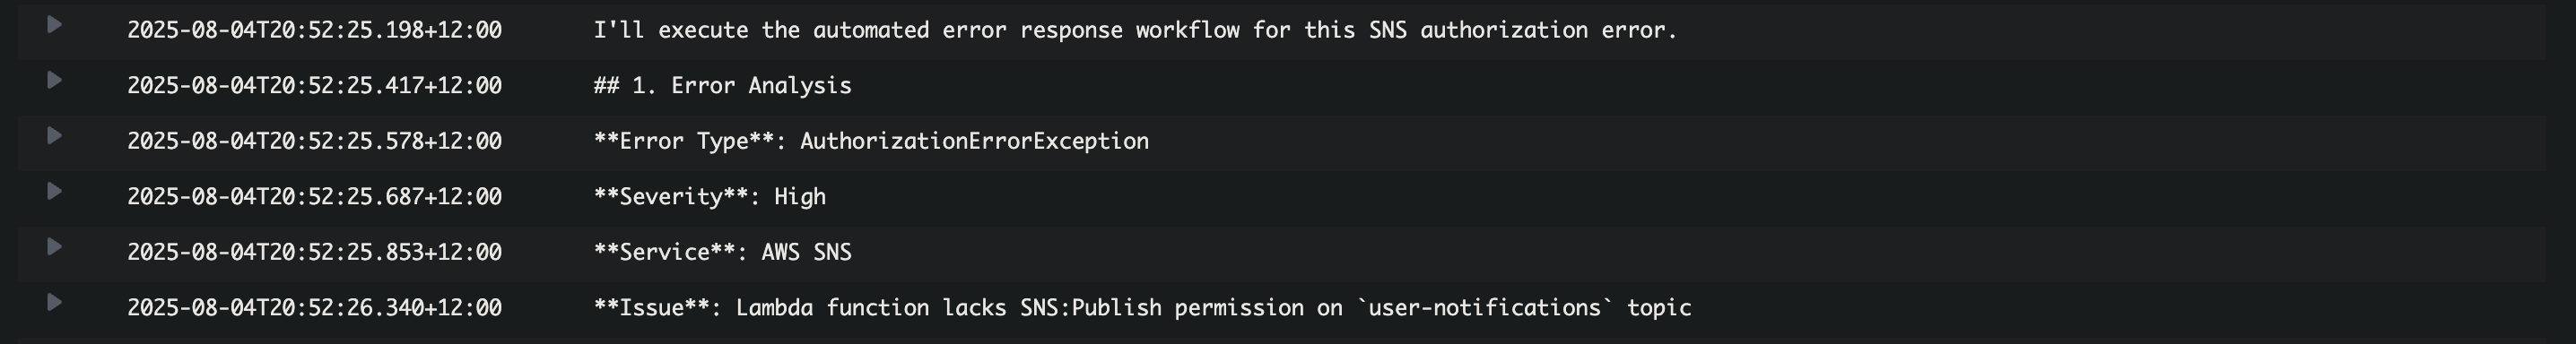 2025-08-04T20:52:25.198+12:00 I'll execute the automated error response workflow for this SNS authorization error.
2025-08-04T20:52:25.417+12:00 ## 1. Error Analysis
2025-08-04T20:52:25.578+12:00 **Error Type**: AuthorizationErrorException
2025-08-04T20:52:25.687+12:00 **Severity**: High
2025-08-04T20:52:25.853+12:00 **Service**: AWS SNS
2025-08-04T20:52:26.340+12:00 **Issue**: Lambda function lacks SNS:Publish permission on `user-notifications` topic